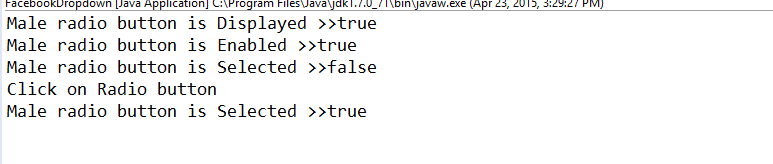 FacebookDropdown [Java Application] C:\Program Files\Java\jdk1.7.0_71\bin\javaw.exe (Apr 23, 2015, 3:29:27 PM)
Male radio button is Displayed >>true
Male radio button is Enabled >>true
Male radio button is Selected >>false
Click on Radio button
Male radio button is Selected >>true